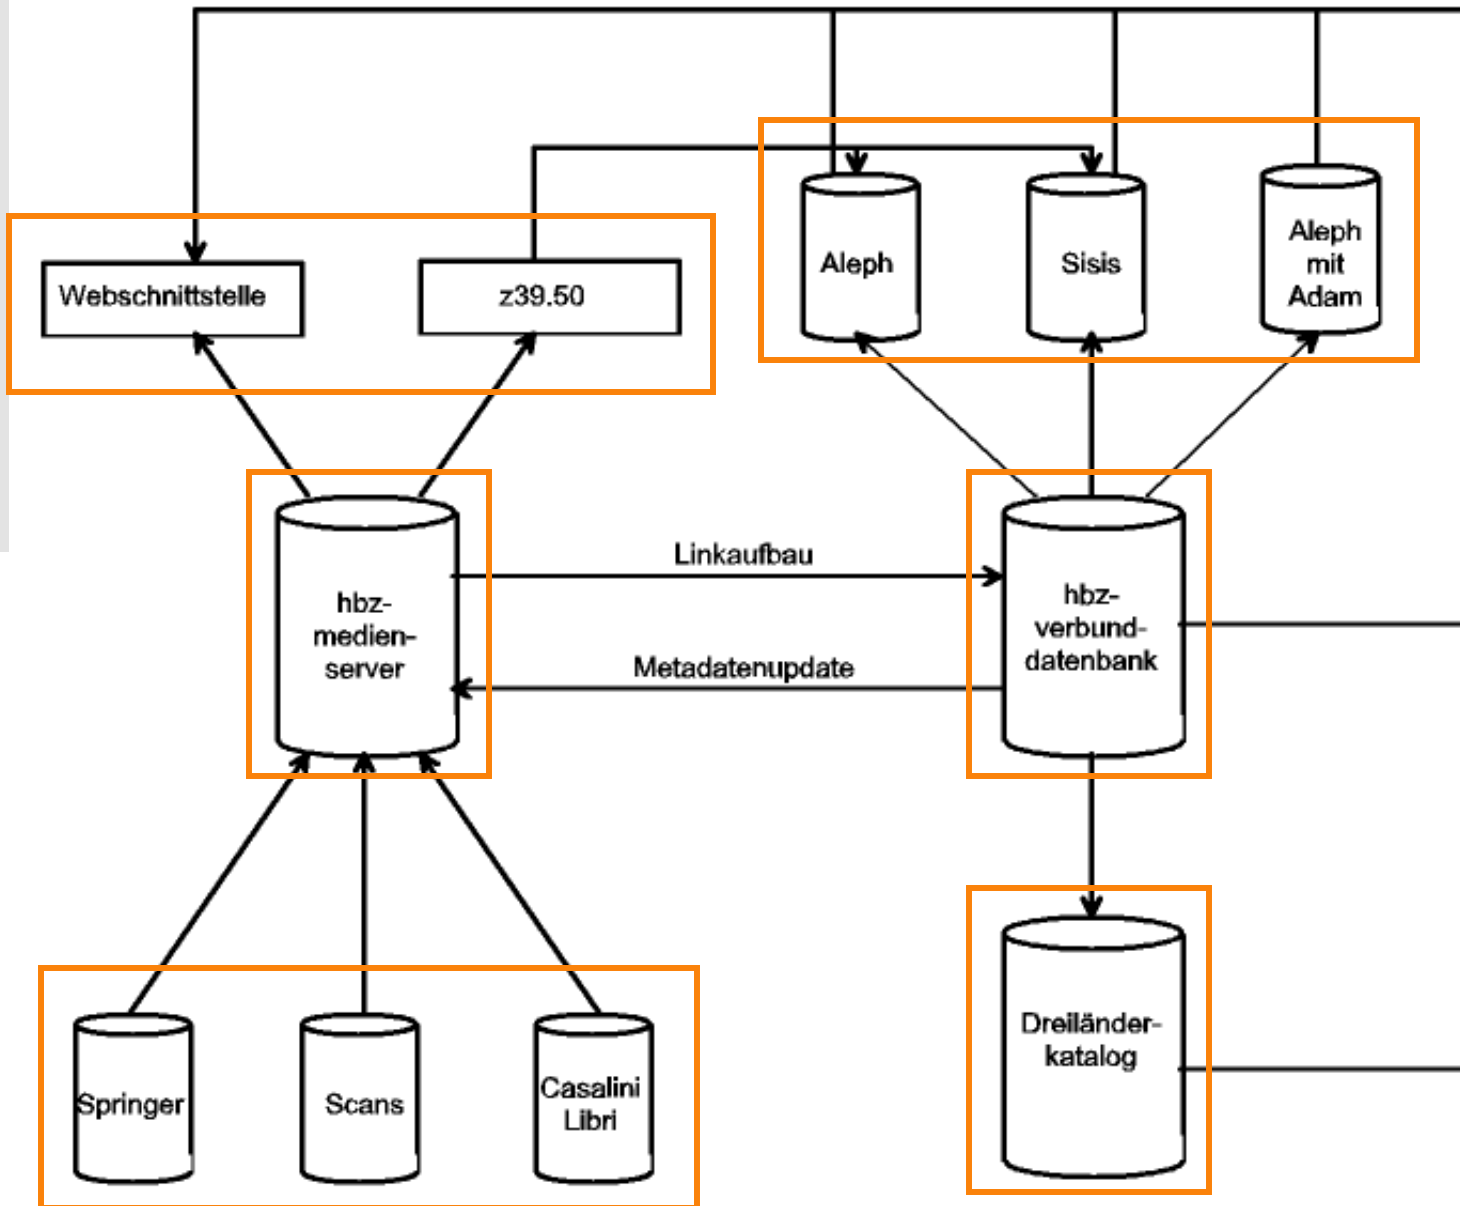 Webschnittstelle
z39.50
Aleph
Sisis
Aleph
mit
Adam
Linkaufbau
Metadatenupdate
hbz-
medien-
server
hbz-
verbund-
datenbank
Springer
Scans
Casalini
Libri
Dreiländer-
katalog